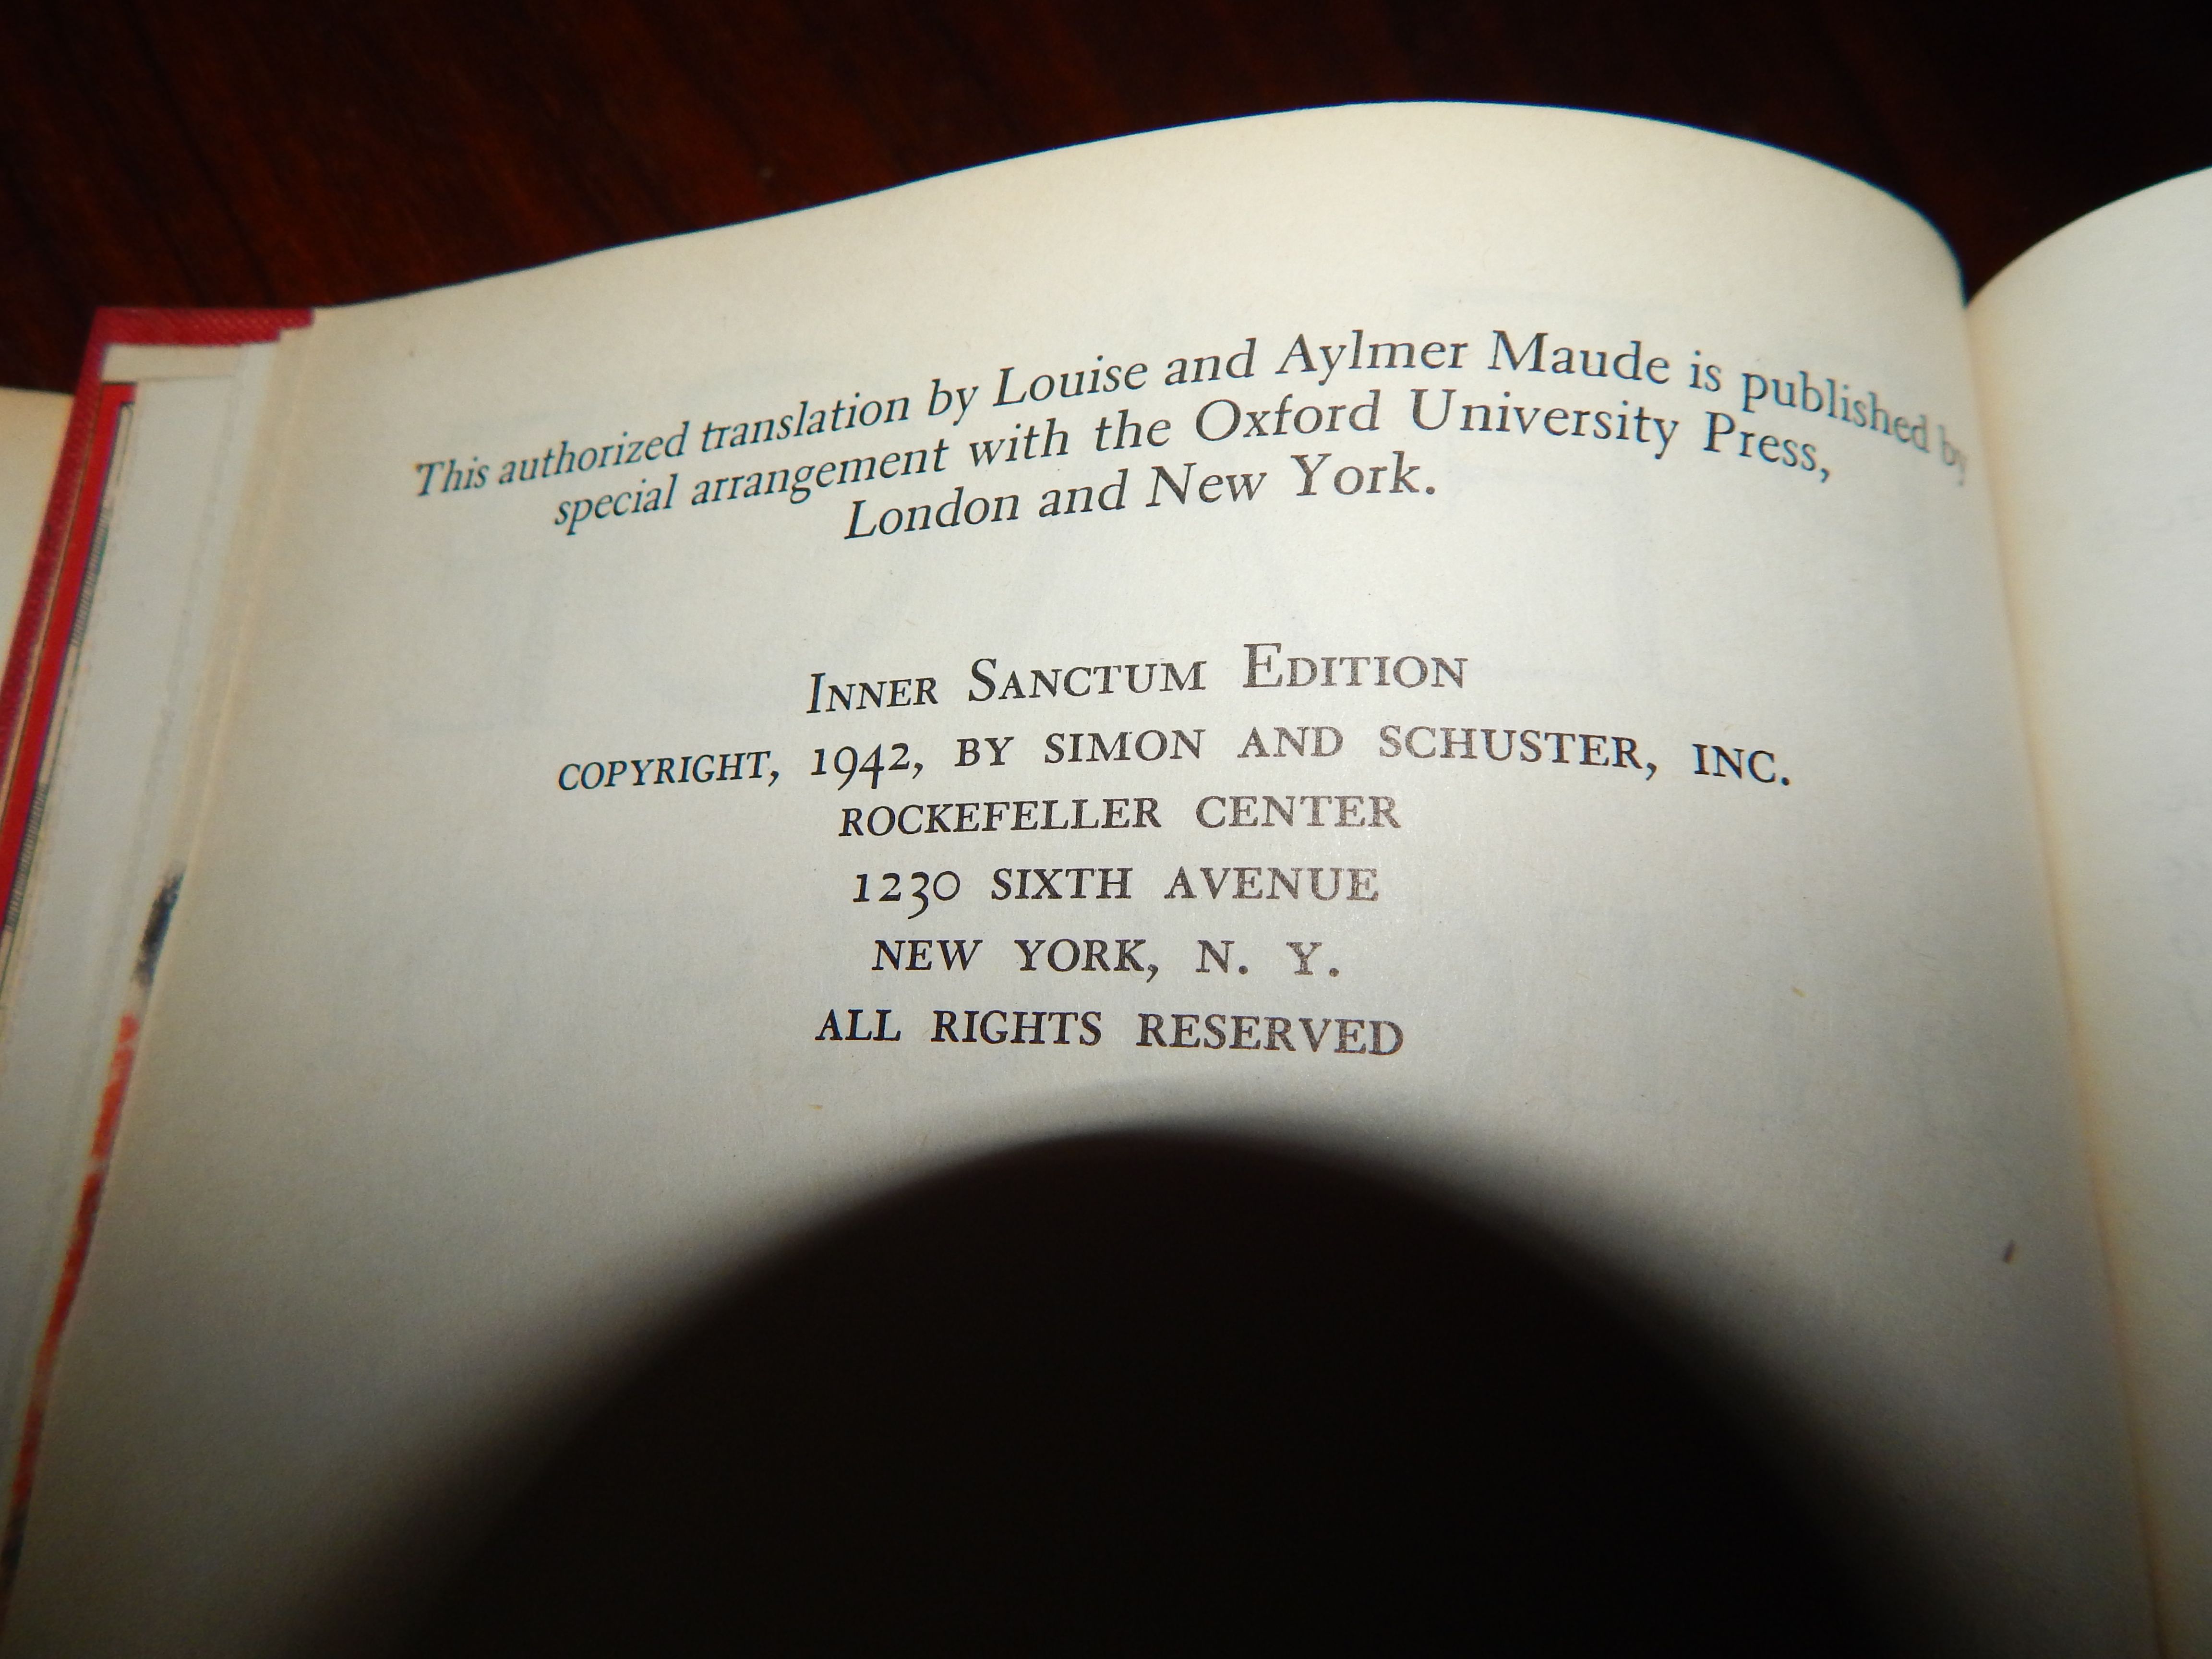 This authorized translation by Louise and Aylmer Maude is published by
special arrangement with the Oxford University Press,
London and New York.
INNER SANCTUM EDITION
COPYRIGHT, 1942, BY SIMON AND SCHUSTER, INC.
ROCKEFELLER CENTER
1230 SIXTH AVENUE
NEW YORK, N. Y.
ALL RIGHTS RESERVED